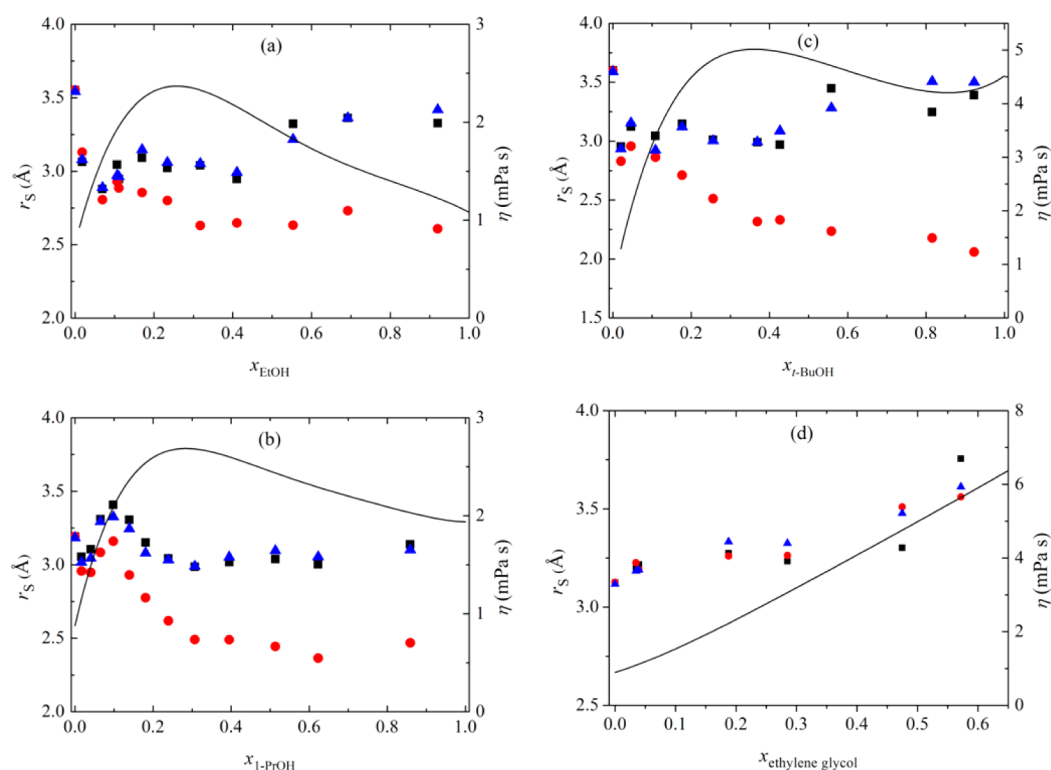 4.0
3.5
3.0
2.5
2.0
0.0 0.2 0.4 0.6 0.8 1.0
3
2
1
0
(a)
r_S (Å)
η (mPa s)
x_EtOH
4.0
3.5
3.0
2.5
2.0
1.5
0.0 0.2 0.4 0.6 0.8 1.0
5
4
3
2
1
0
(c)
r_S (Å)
η (mPa s)
x_t-BuOH
4.0
3.5
3.0
2.5
2.0
0.0 0.2 0.4 0.6 0.8 1.0
3
2
1
0
(b)
r_S (Å)
η (mPa s)
x_1-PrOH
4.0
3.5
3.0
2.5
0.0 0.1 0.2 0.3 0.4 0.5 0.6
8
6
4
2
0
(d)
r_S (Å)
η (mPa s)
x_ethylene glycol